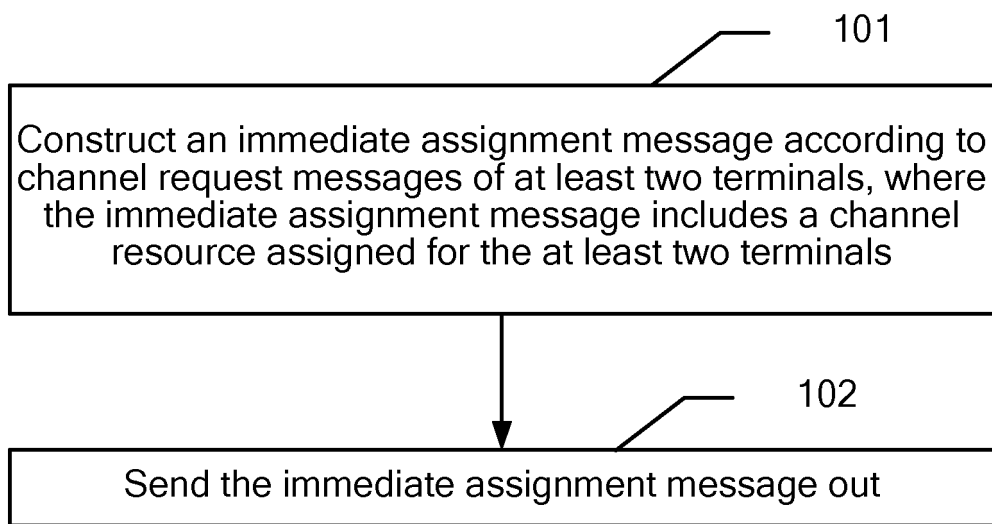 101
Construct an immediate assignment message according to
channel request messages of at least two terminals, where
the immediate assignment message includes a channel
resource assigned for the at least two terminals
102
Send the immediate assignment message out